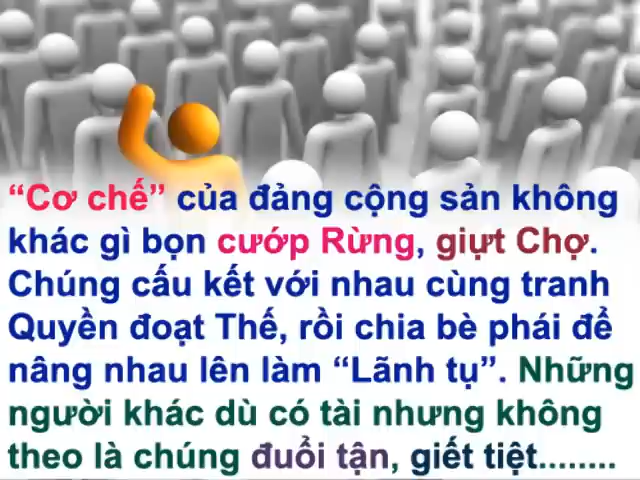 “Cơ chế” của đảng cộng sản không
khác gì bọn cướp Rừng, giựt Chợ.
Chúng cấu kết với nhau cùng tranh
Quyền đoạt Thế, rồi chia bè phái để
nâng nhau lên làm “Lãnh tụ”. Những
người khác dù có tài nhưng không
theo là chúng đuổi tận, giết tiệt........